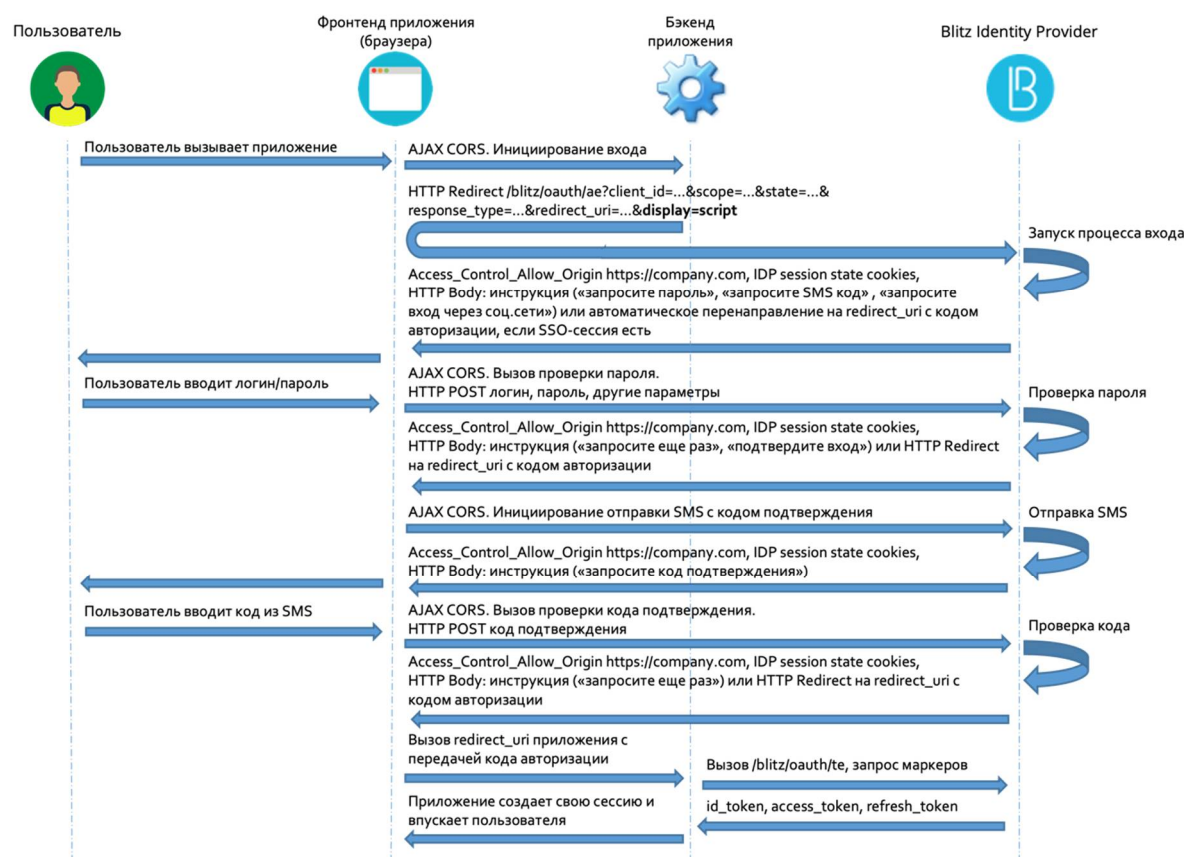 Пользователь
Фронтенд приложения
(браузера)
Бэкенд
приложения
Blitz Identity Provider
Пользователь вызывает приложение
AJAX CORS. Инициирование входа
HTTP Redirect /blitz/oauth/ae?client_id=...&scope=...&state=...&
response_type=...&redirect_uri=...&display=script
Запуск процесса входа
Access_Control_Allow_Origin https://company.com, IDP session state cookies,
HTTP Body: инструкция («запросите пароль», «запросите SMS код» , «запросите
вход через соц.сети») или автоматическое перенаправление на redirect_uri с кодом
авторизации, если SSO-сессия есть
Пользователь вводит логин/пароль
AJAX CORS. Вызов проверки пароля.
HTTP POST логин, пароль, другие параметры
Проверка пароля
Access_Control_Allow_Origin https://company.com, IDP session state cookies,
HTTP Body: инструкция («запросите еще раз», «подтвердите вход») или HTTP Redirect
на redirect_uri с кодом авторизации
AJAX CORS. Инициирование отправки SMS с кодом подтверждения
Отправка SMS
Access_Control_Allow_Origin https://company.com, IDP session state cookies,
HTTP Body: инструкция («запросите код подтверждения»)
Пользователь вводит код из SMS
AJAX CORS. Вызов проверки кода подтверждения.
HTTP POST код подтверждения
Проверка кода
Access_Control_Allow_Origin https://company.com, IDP session state cookies,
HTTP Body: инструкция («запросите еще раз») или HTTP Redirect на redirect_uri с
кодом авторизации
Вызов redirect_uri приложения с
передачей кода авторизации
Вызов /blitz/oauth/te, запрос маркеров
Приложение создает свою сессию и
впускает пользователя
id_token, access_token, refresh_token